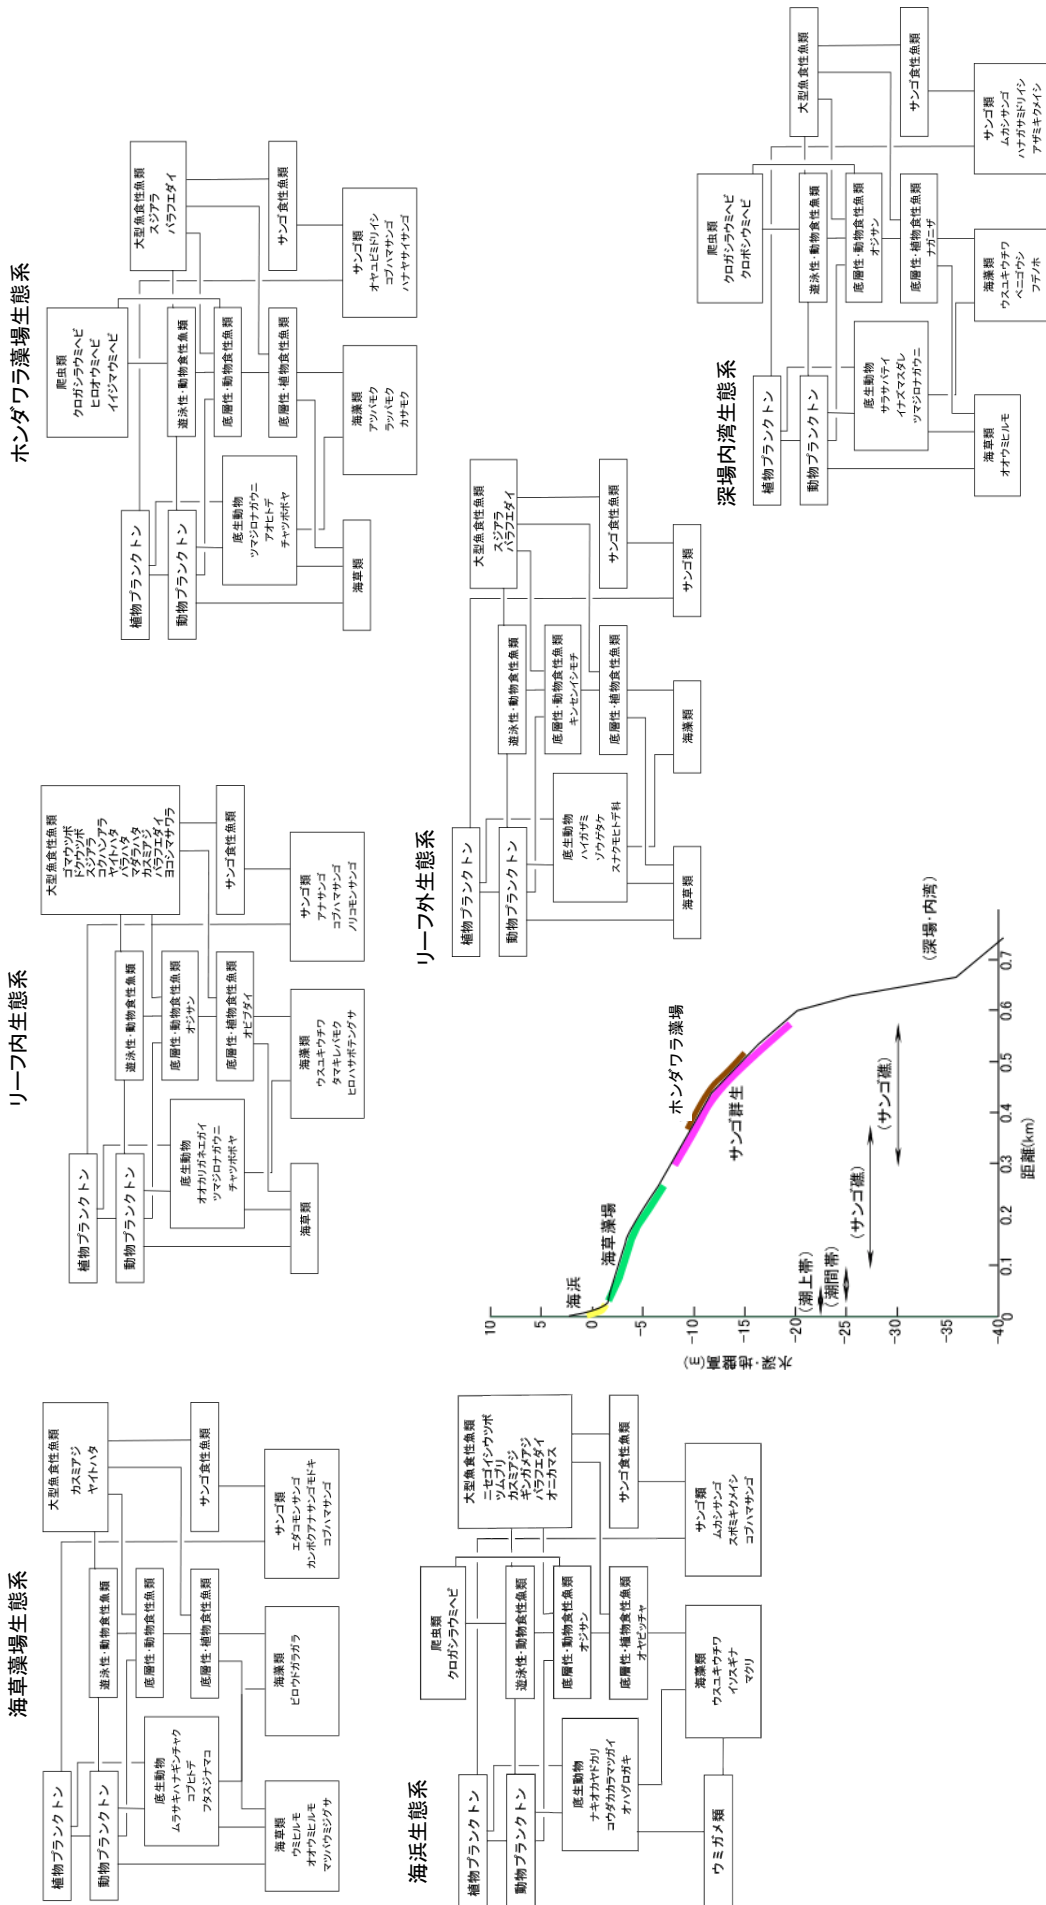 海草藻場生態系
植物プランクトン
動物プランクトン
底生動物
ムラサキハナギンチャク
コブヒトデ
フタスジナマコ
海草類
ウミヒルモ
オオウミヒルモ
マツバウミジグサ
遊泳性・動物食性魚類
底層性・動物食性魚類
底層性・植物食性魚類
海藻類
ビロウドガラガラ
大型魚食性魚類
カスミアジ
ヤイトハタ
サンゴ食性魚類
サンゴ類
エダコモンサンゴ
カンボクアナサンゴモドキ
コブハマサンゴ
リーフ内生態系
植物プランクトン
動物プランクトン
底生動物
オオカリガネエガイ
ツマジロナガウニ
チャツボボヤ
海草類
遊泳性・動物食性魚類
底層性・動物食性魚類
オジサン
底層性・植物食性魚類
オビブダイ
海藻類
ウスユキウチワ
タマキレバモク
ヒロハサボテングサ
大型魚食性魚類
ゴマウツボ
ドクウツボ
スジアラ
コクハンアラ
ヤイトハタ
バラハタ
マダラハタ
カスミアジ
バラフエダイ
ヨコシマサワラ
サンゴ食性魚類
サンゴ類
アナサンゴ
コブハマサンゴ
ノリコモンサンゴ
ホンダワラ藻場生態系
植物プランクトン
動物プランクトン
底生動物
ツマジロナガウニ
アオヒトデ
チャツボボヤ
海草類
爬虫類
クロガシラウミヘビ
ヒロオウミヘビ
イイジマウミヘビ
遊泳性・動物食性魚類
底層性・動物食性魚類
底層性・植物食性魚類
海藻類
アツバモク
ラッパモク
カサモク
大型魚食性魚類
スジアラ
バラフエダイ
サンゴ食性魚類
サンゴ類
オヤユビミドリイシ
コブハマサンゴ
ハナヤサイサンゴ
海浜生態系
植物プランクトン
動物プランクトン
底生動物
ナキオカヤドカリ
コウダカカラマツガイ
オハグロガキ
ウミガメ類
爬虫類
クロガシラウミヘビ
遊泳性・動物食性魚類
底層性・動物食性魚類
オジサン
底層性・植物食性魚類
オヤビッチャ
海藻類
ウスユキウチワ
イソスギナ
マクリ
大型魚食性魚類
ニセゴイシウツボ
ツムブリ
カスミアジ
ギンガメアジ
バラフエダイ
オニカマス
サンゴ食性魚類
サンゴ類
ムカシサンゴ
スボミキクメイシ
コブハマサンゴ
リーフ外生態系
植物プランクトン
動物プランクトン
底生動物
ハイガザミ
ゾウゲタケ
スナクモヒトデ科
海草類
遊泳性・動物食性魚類
底層性・動物食性魚類
キンセンイシモチ
底層性・植物食性魚類
海藻類
大型魚食性魚類
スジアラ
バラフエダイ
サンゴ食性魚類
サンゴ類
深場内湾生態系
植物プランクトン
動物プランクトン
底生動物
サラサバテイ
イナズマスダレ
ツマジロナガウニ
海草類
オオウミヒルモ
爬虫類
クロガシラウミヘビ
クロボシウミヘビ
遊泳性・動物食性魚類
底層性・動物食性魚類
オジサン
底層性・植物食性魚類
ナガニザ
海藻類
ウスユキウチワ
ベニゴウシ
フデノホ
大型魚食性魚類
サンゴ食性魚類
サンゴ類
ムカシサンゴ
ハナガサミドリイシ
アザミキクメイシ
水深・地盤高(m)
10
5
0
-5
-10
-15
-20
-25
-30
-35
-40
海浜
海草藻場
ホンダワラ藻場
サンゴ群生
(深場・内湾)
(潮上帯)
(潮間帯)
(サンゴ礁)
(サンゴ礁)
0
0.1
0.2
0.3
0.4
0.5
0.6
0.7
距離(km)